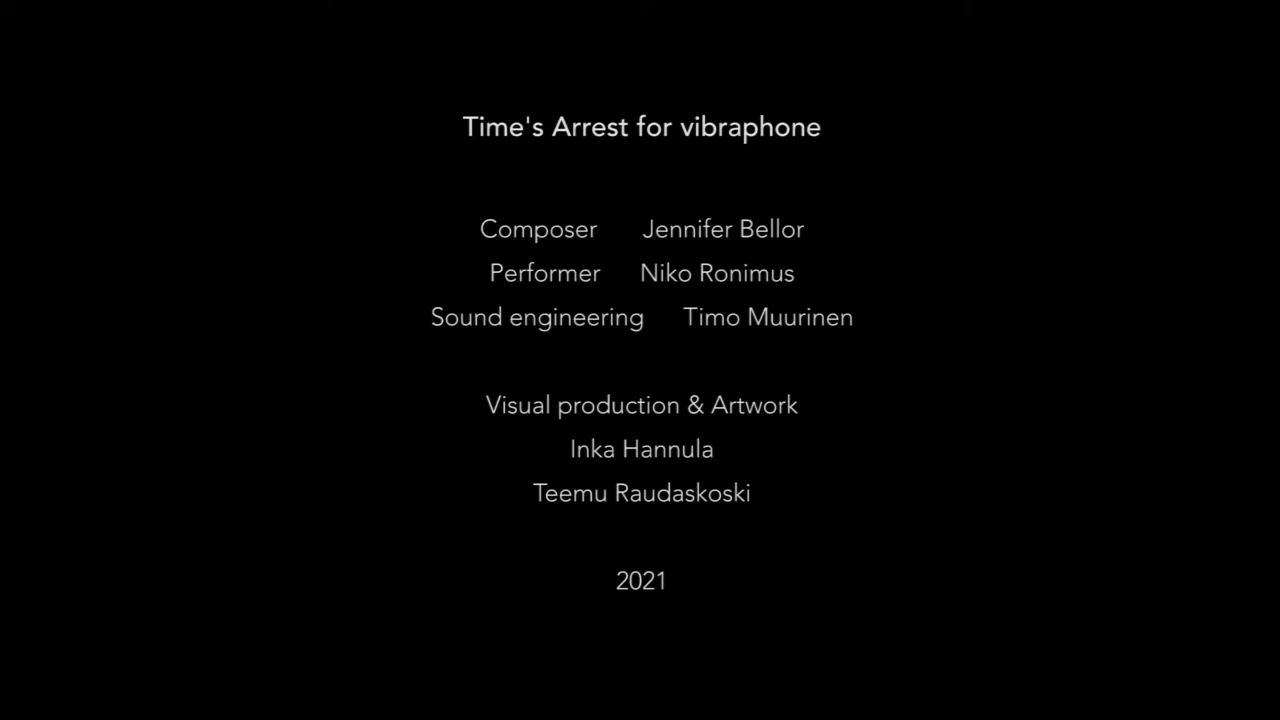 Time's Arrest for vibraphone
Composer Jennifer Bellor
Performer Niko Ronimus
Sound engineering Timo Muurinen
Visual production & Artwork
Inka Hannula
Teemu Raudaskoski
2021